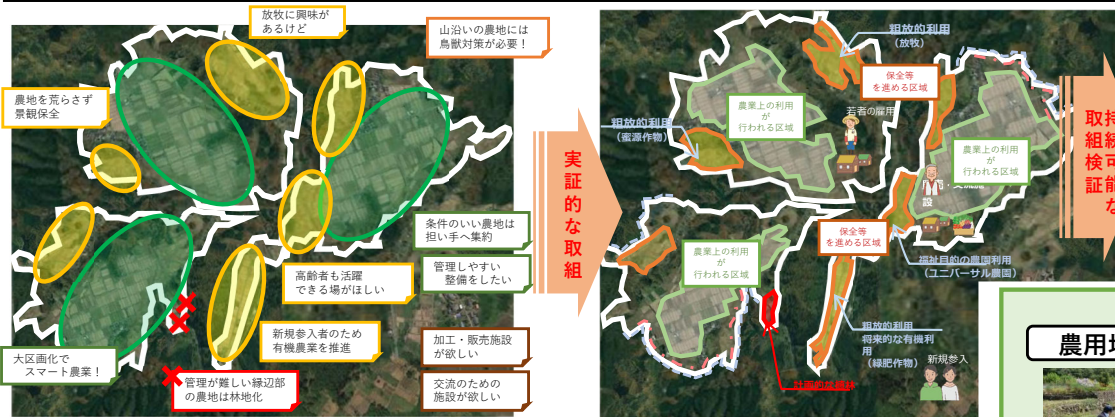 放牧に興味が
あるけど
山沿いの農地には
鳥獣対策が必要！
農地を荒らさず
景観保全
条件のいい農地は
担い手へ集約
管理しやすい
整備をしたい
高齢者も活躍
できる場がほしい
新規参入者のため
有機農業を推進
加工・販売施設
が欲しい
交流のための
施設が欲しい
大区画化で
スマート農業！
管理が難しい縁辺部
の農地は林地化
実証的な取組
粗放的利用
（放牧）
保全等
を進める区域
農業上の利用
が
行われる区域
若者の雇用
粗放的利用
（蜜源作物）
農業上の利用
が
行われる区域
設
保全等
を進める区域
農業上の利用
が
行われる区域
福祉目的の農園利用
（ユニバーサル農園）
粗放的利用
将来的な有機利
用
（緑肥作物）
新規参入
取組検証
農用地